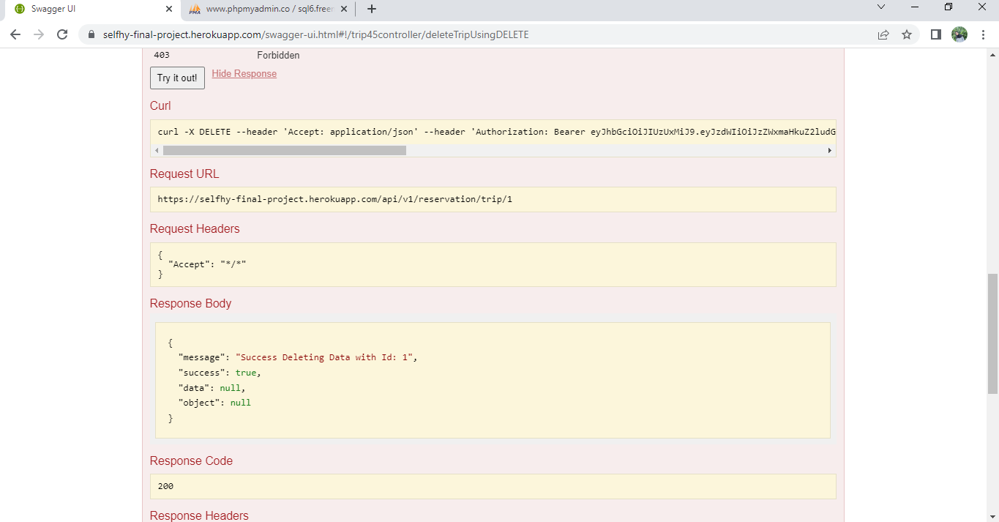 Swagger UI
www.phpmyadmin.co / sql6.free
selfhy-final-project.herokuapp.com/swagger-ui.html#!/trip45controller/deleteTripUsingDELETE
403 Forbidden
Try it out! Hide Response
Curl
curl -X DELETE --header 'Accept: application/json' --header 'Authorization: Bearer eyJhbGciOiJIUzUxMiJ9.eyJzdWIiOiJzZWxmaHkuZ2ludG
Request URL
https://selfhy-final-project.herokuapp.com/api/v1/reservation/trip/1
Request Headers
{
"Accept": "*/*"
}
Response Body
{
"message": "Success Deleting Data with Id: 1",
"success": true,
"data": null,
"object": null
}
Response Code
200
Response Headers